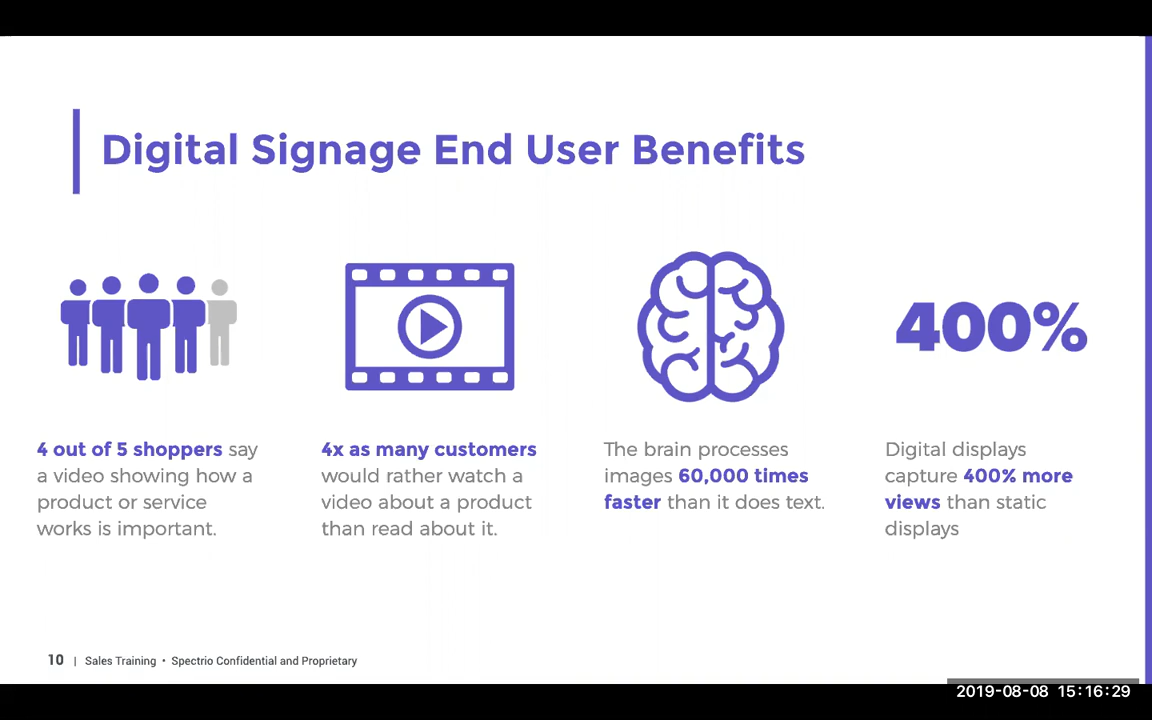 Digital Signage End User Benefits
400%
4 out of 5 shoppers say
a video showing how a
product or service
works is important.
4x as many customers
would rather watch a
video about a product
than read about it.
The brain processes
images 60,000 times
faster than it does text.
Digital displays
capture 400% more
views than static
displays
10 | Sales Training • Spectrio Confidential and Proprietary
2019-08-08 15:16:29